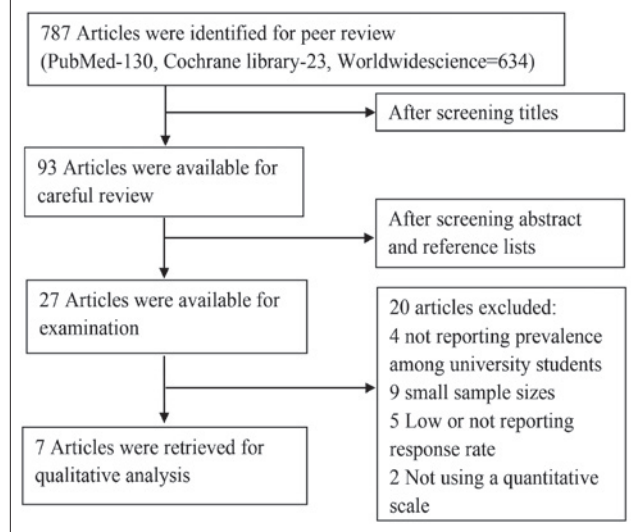 787 Articles were identified for peer review
(PubMed-130, Cochrane library-23, Worldwidescience=634)
After screening titles
93 Articles were available for
careful review
After screening abstract
and reference lists
27 Articles were available for
examination
20 articles excluded:
4 not reporting prevalence
among university students
9 small sample sizes
5 Low or not reporting
response rate
2 Not using a quantitative
scale
7 Articles were retrieved for
qualitative analysis